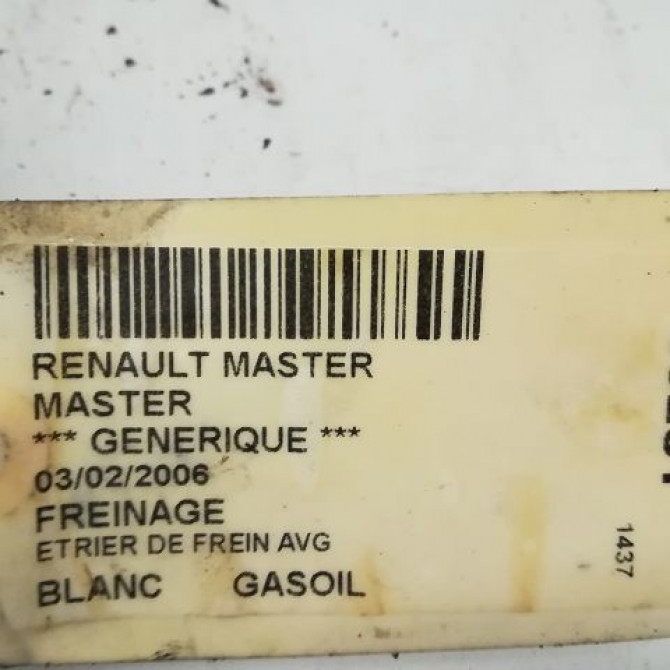 RENAULT MASTER
MASTER
*** GENERIQUE ***
03/02/2006
FREINAGE
ETRIER DE FREIN AVG
BLANC GASOIL
1437